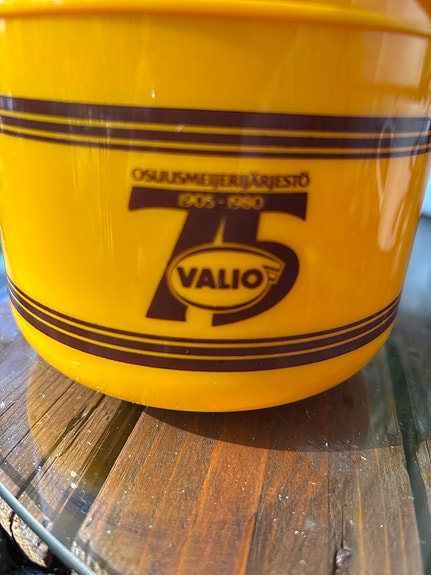 OSUUSMEIJERIJÄRJESTÖ
1905-1980
75
VALIO